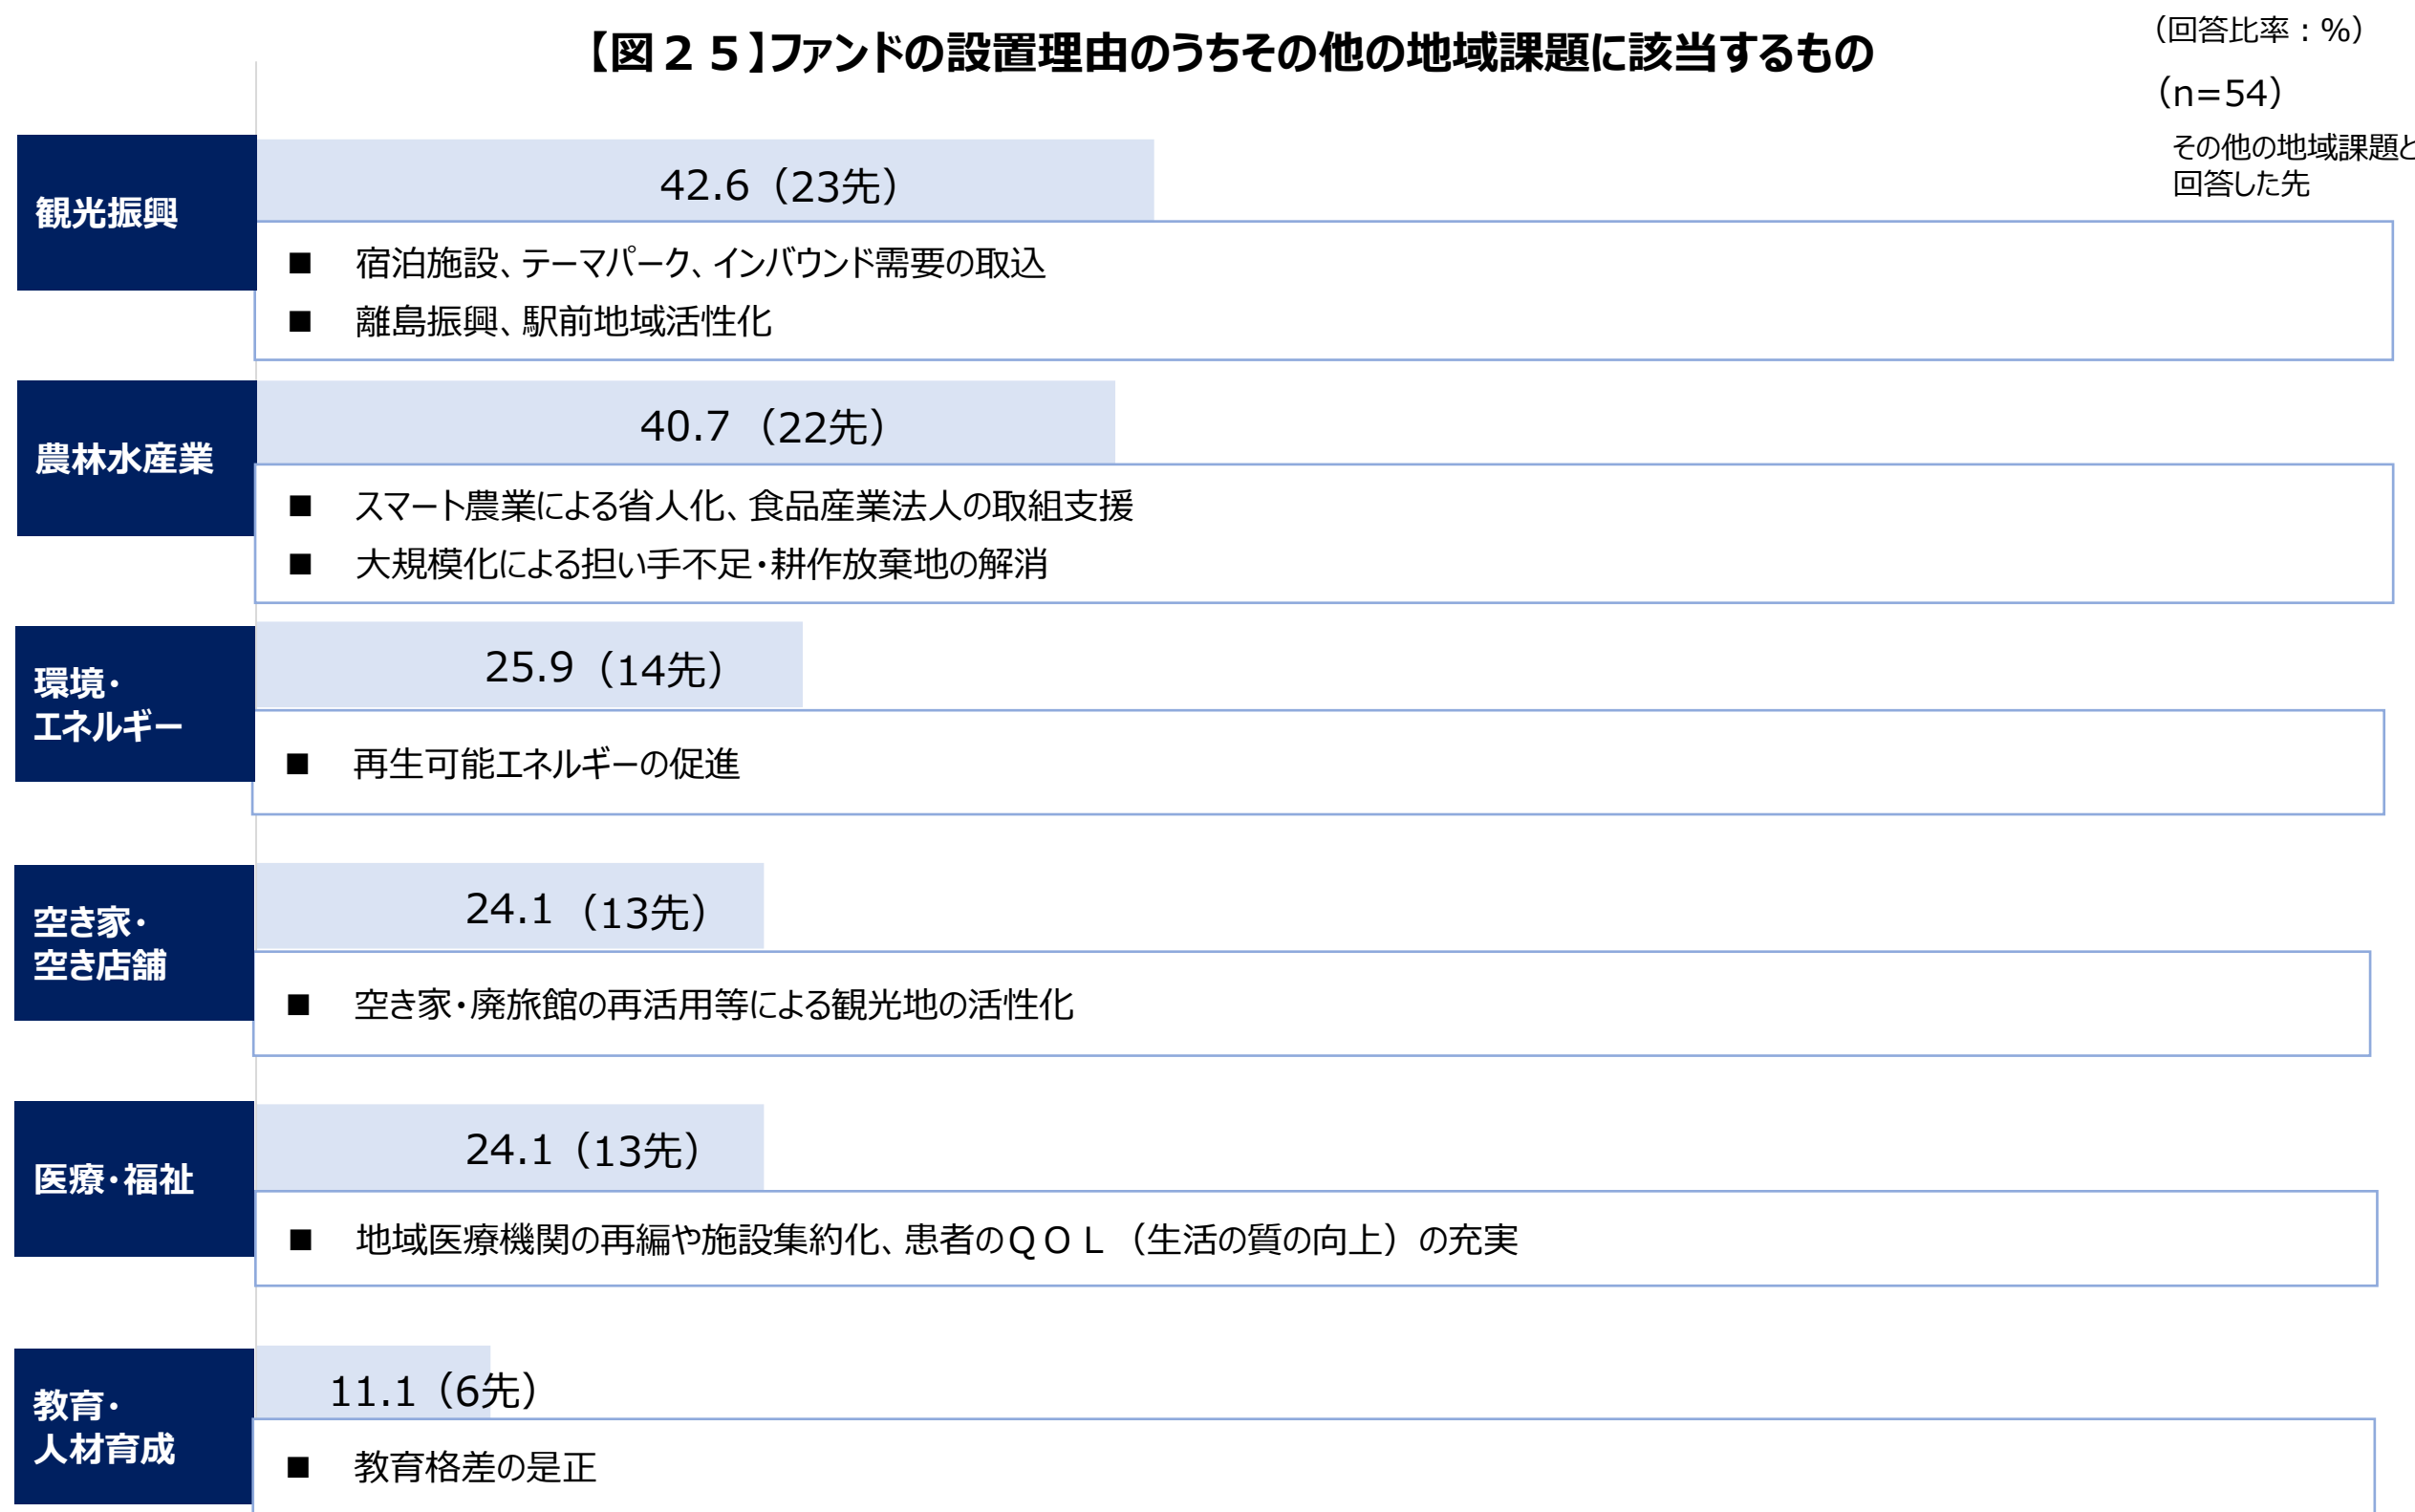 【図２５】ファンドの設置理由のうちその他の地域課題に該当するもの
（回答比率：%）
（n=54）
その他の地域課題と
回答した先
観光振興
42.6（23先）
■ 宿泊施設、テーマパーク、インバウンド需要の取込
■ 離島振興、駅前地域活性化
農林水産業
40.7（22先）
■ スマート農業による省人化、食品産業法人の取組支援
■ 大規模化による担い手不足・耕作放棄地の解消
環境・
エネルギー
25.9（14先）
■ 再生可能エネルギーの促進
空き家・
空き店舗
24.1（13先）
■ 空き家・廃旅館の再活用等による観光地の活性化
医療・福祉
24.1（13先）
■ 地域医療機関の再編や施設集約化、患者のＱＯＬ（生活の質の向上）の充実
教育・
人材育成
11.1（6先）
■ 教育格差の是正